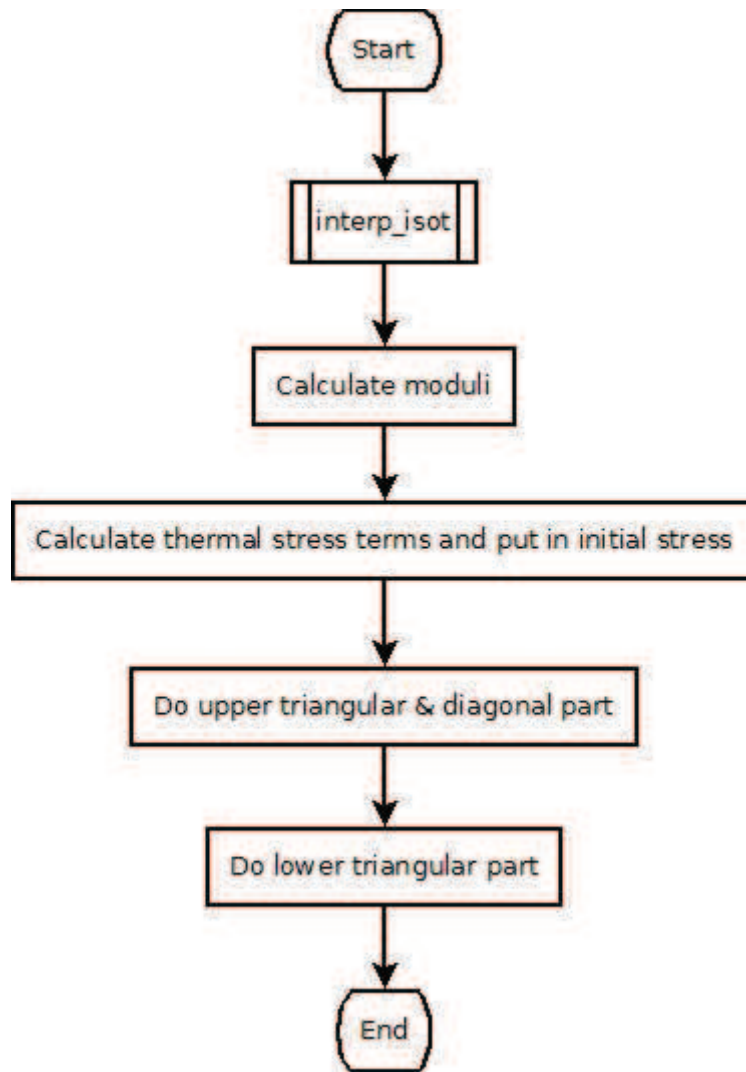 Start
interp_isot
Calculate moduli
Calculate thermal stress terms and put in initial stress
Do upper triangular & diagonal part
Do lower triangular part
End